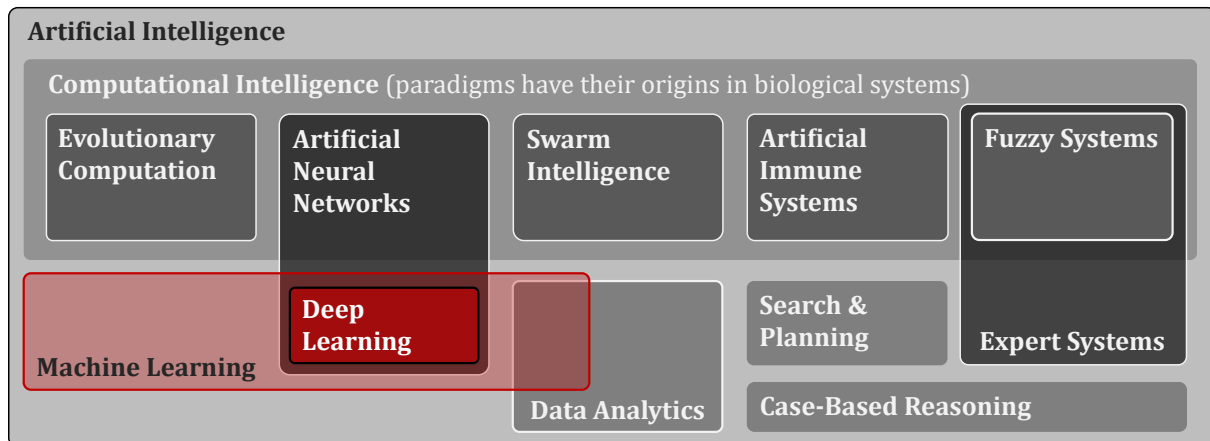 Artificial Intelligence
Computational Intelligence (paradigms have their origins in biological systems)
Evolutionary
Computation
Artificial
Neural
Networks
Swarm
Intelligence
Artificial
Immune
Systems
Fuzzy Systems
Deep
Learning
Machine Learning
Data Analytics
Search &
Planning
Expert Systems
Case-Based Reasoning